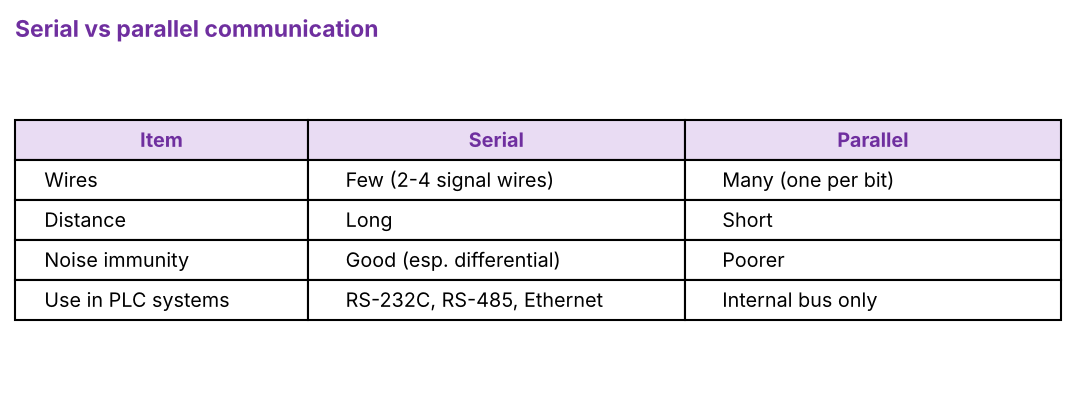 Serial vs parallel communication
Item Serial Parallel
Wires Few (2-4 signal wires) Many (one per bit)
Distance Long Short
Noise immunity Good (esp. differential) Poorer
Use in PLC systems RS-232C, RS-485, Ethernet Internal bus only